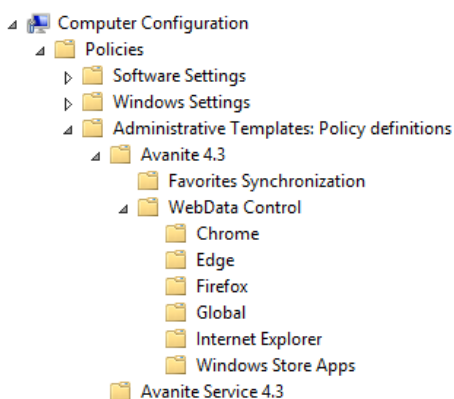 Computer Configuration
Policies
Software Settings
Windows Settings
Administrative Templates: Policy definitions
Avanite 4.3
Favorites Synchronization
WebData Control
Chrome
Edge
Firefox
Global
Internet Explorer
Windows Store Apps
Avanite Service 4.3